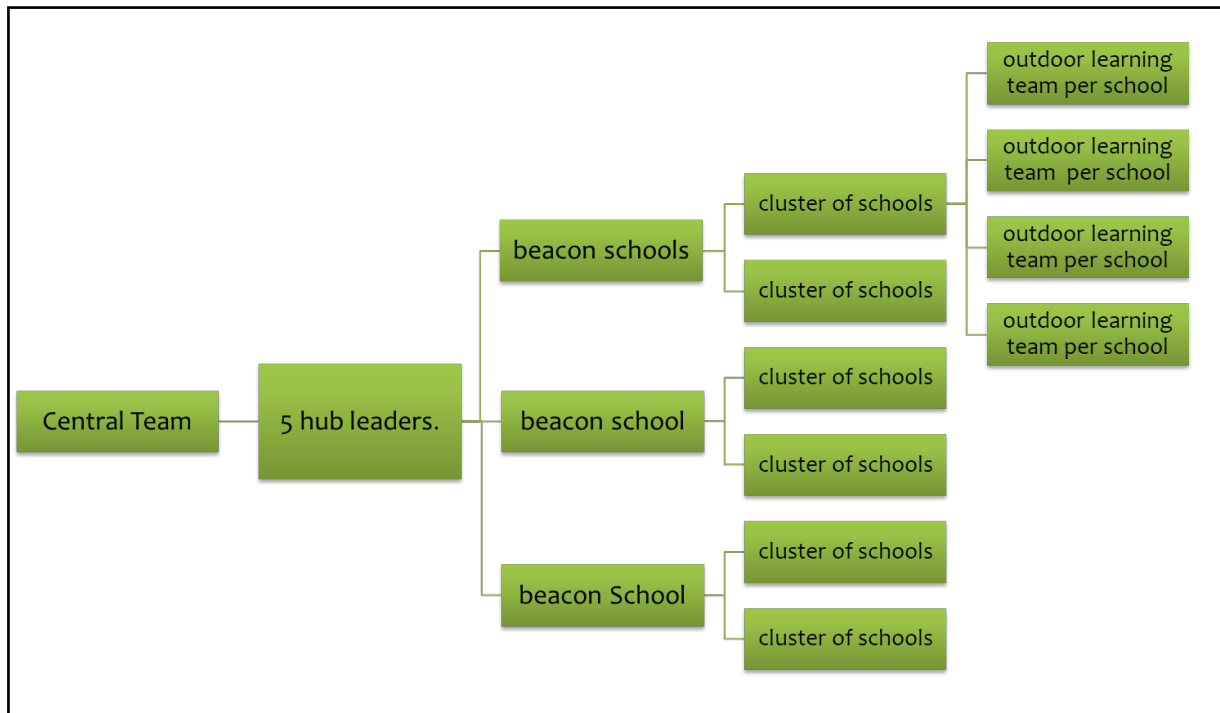 Central Team
5 hub leaders.
beacon schools
cluster of schools
outdoor learning
team per school
outdoor learning
team  per school
outdoor learning
team per school
outdoor learning
team per school
cluster of schools
beacon school
cluster of schools
cluster of schools
beacon School
cluster of schools
cluster of schools